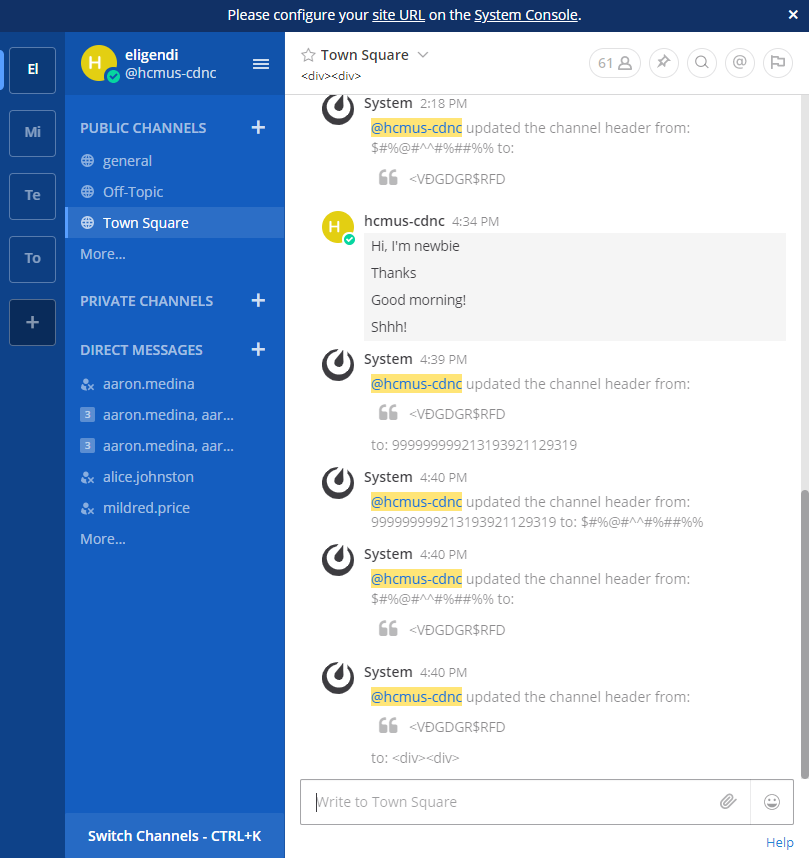 Please configure your site URL on the System Console. ×
El
Mi
Te
To
+
H
eligendi
@hcmus-cdnc
PUBLIC CHANNELS +
general
Off-Topic
Town Square
More...
PRIVATE CHANNELS +
DIRECT MESSAGES +
aaron.medina
3 aaron.medina, aar...
3 aaron.medina, aar...
alice.johnston
mildred.price
More...
Switch Channels - CTRL+K
Town Square
<div><div>
61
@
System 2:18 PM
@hcmus-cdnc updated the channel header from:
$#%@#^^#%##%% to:
<VĐGDGR$RFD
H
hcmus-cdnc 4:34 PM
Hi, I'm newbie
Thanks
Good morning!
Shhh!
System 4:39 PM
@hcmus-cdnc updated the channel header from:
<VĐGDGR$RFD
to: 999999999213193921129319
System 4:40 PM
@hcmus-cdnc updated the channel header from:
999999999213193921129319 to: $#%@#^^#%##%%
System 4:40 PM
@hcmus-cdnc updated the channel header from:
$#%@#^^#%##%% to:
<VĐGDGR$RFD
System 4:40 PM
@hcmus-cdnc updated the channel header from:
<VĐGDGR$RFD
to: <div><div>
Write to Town Square
Help